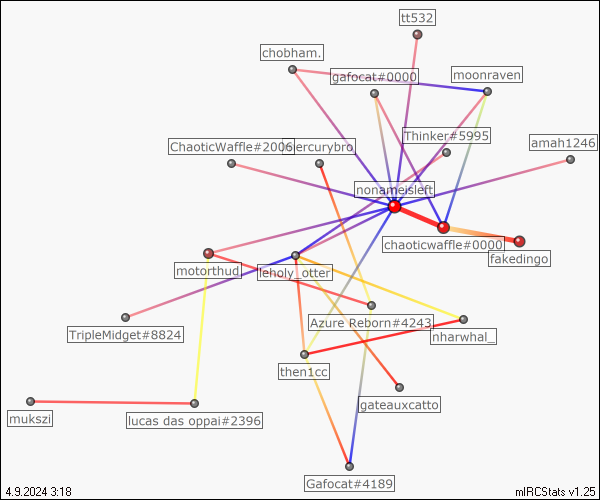 tt532
chobham.
gafocat#0000
moonraven
Thinker#5995
amah1246
ChaoticWaffle#2006
mercurybro
nonameisleft
chaoticwaffle#0000
fakedingo
motorthud_
leholy_otter
TripleMidget#8824
Azure Reborn#4243
nharwhal_
then1cc
gateauxcatto
mukszi
lucas das oppai#2396
Gafocat#4189
4.9.2024 3:18
mIRCStats v1.25